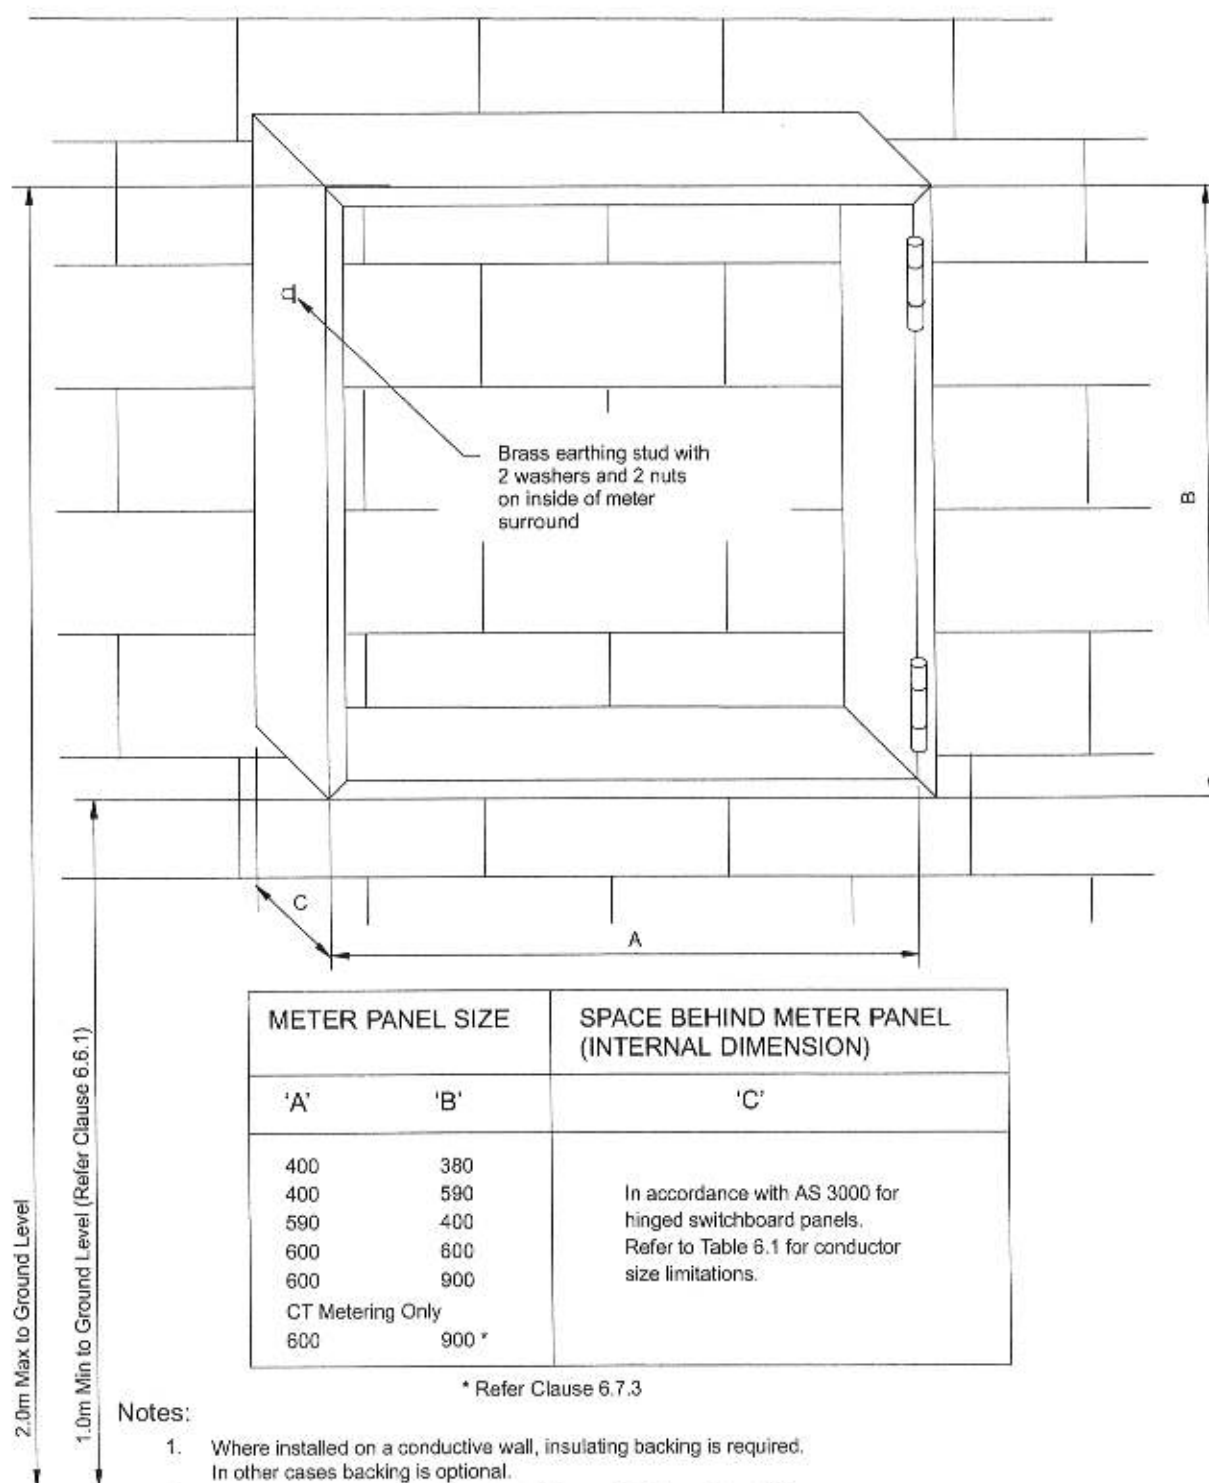 Brass earthing stud with
2 washers and 2 nuts
on inside of meter
surround
B
C
A
2.0m Max to Ground Level
1.0m Min to Ground Level (Refer Clause 6.6.1)
METER PANEL SIZE
SPACE BEHIND METER PANEL
(INTERNAL DIMENSION)
'A' 'B' 'C'
400 380
400 590
590 400
600 600
600 900
CT Metering Only
600 900 *
In accordance with AS 3000 for
hinged switchboard panels.
Refer to Table 6.1 for conductor
size limitations.
* Refer Clause 6.7.3
Notes:
1. Where installed on a conductive wall, insulating backing is required.
In other cases backing is optional.